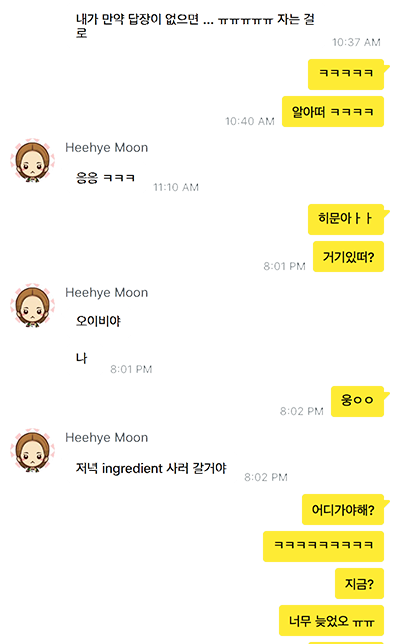 내가 만약 답장이 없으면 ... ㅠㅠㅠㅠㅠ 자는 걸
로
10:37 AM
ㅋㅋㅋㅋㅋ
알아떠 ㅋㅋㅋㅋ
10:40 AM
Heehye Moon
응응 ㅋㅋㅋ
11:10 AM
히문아ㅏㅏ
거기있떠?
8:01 PM
Heehye Moon
오이비야
나
8:01 PM
웅ㅇㅇ
8:02 PM
Heehye Moon
저녁 ingredient 사러 갈거야
8:02 PM
어디가야해?
ㅋㅋㅋㅋㅋㅋㅋㅋㅋ
지금?
너무 늦었오 ㅠㅠ